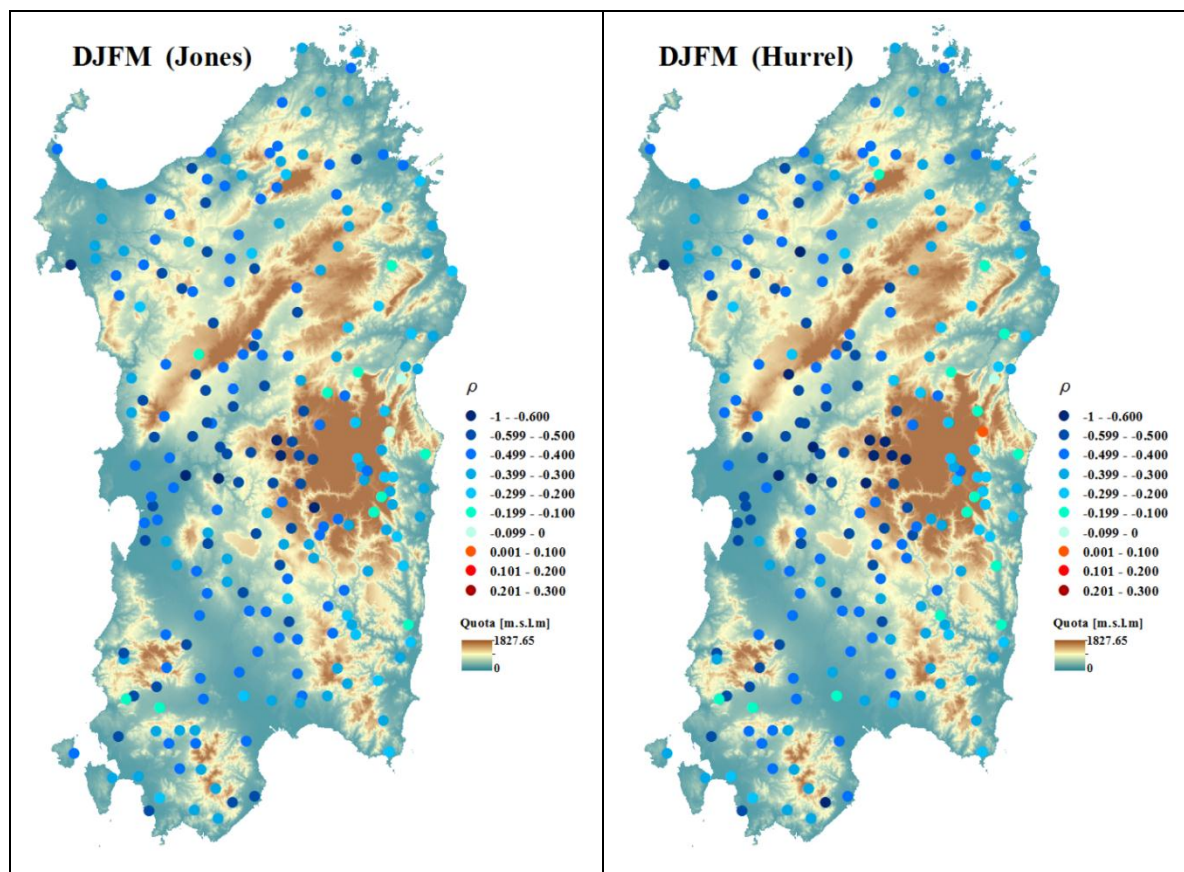 DJFM (Jones)
ρ
-1 - -0.600
-0.599 - -0.500
-0.499 - -0.400
-0.399 - -0.300
-0.299 - -0.200
-0.199 - -0.100
-0.099 - 0
0.001 - 0.100
0.101 - 0.200
0.201 - 0.300
Quota [m.s.l.m]
1827.65
-
0
DJFM (Hurrel)
ρ
-1 - -0.600
-0.599 - -0.500
-0.499 - -0.400
-0.399 - -0.300
-0.299 - -0.200
-0.199 - -0.100
-0.099 - 0
0.001 - 0.100
0.101 - 0.200
0.201 - 0.300
Quota [m.s.l.m]
1827.65
-
0